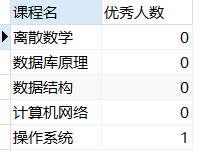 课程名 优秀人数
离散数学 0
数据库原理 0
数据结构 0
计算机网络 0
操作系统 1